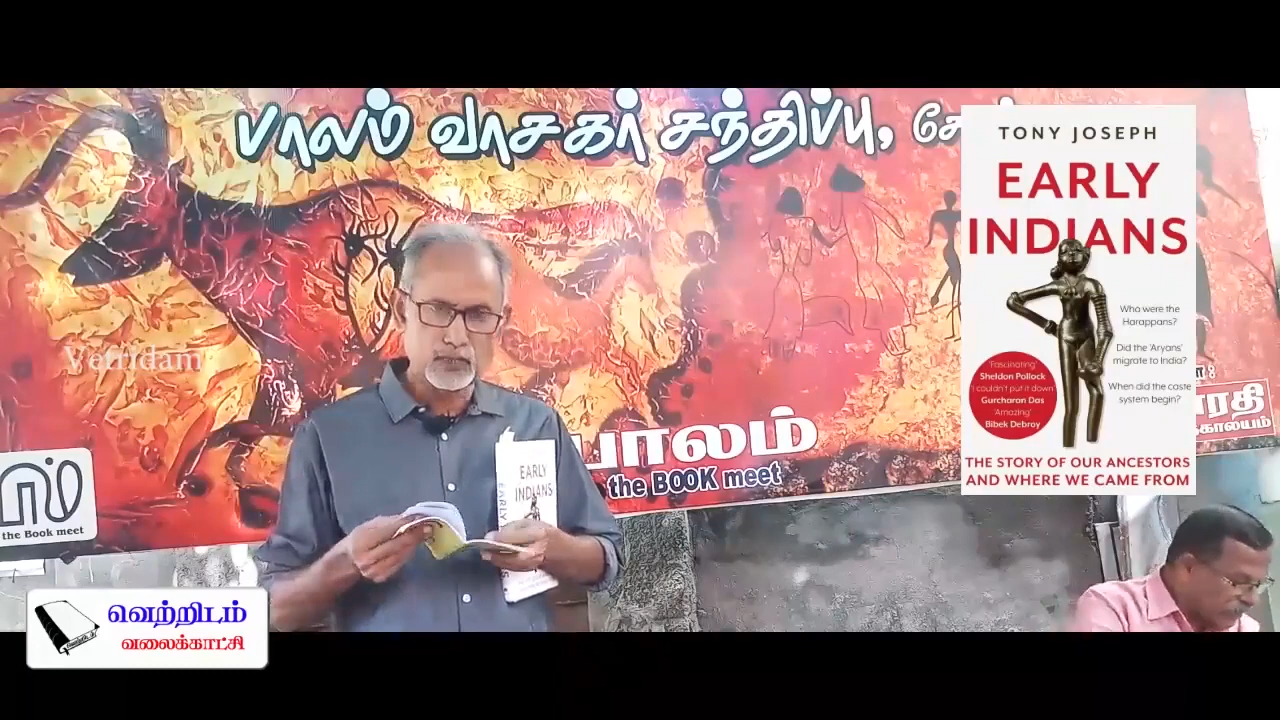 பாலம் வாசகர் சந்திப்பு, சே
TONY JOSEPH
EARLY
INDIANS
Who were the
Harappans?
Did the 'Aryans'
migrate to India?
When did the caste
system begin?
'Fascinating'
Sheldon Pollock
'I couldn't put it down'
Gurcharan Das
'Amazing'
Bibek Debroy
THE STORY OF OUR ANCESTORS
AND WHERE WE CAME FROM
Vetridam
பாலம்
the BOOK meet
the Book meet
EARLY
INDIANS
EARLY
ரதி
வெற்றிடம்
வலைக்காட்சி